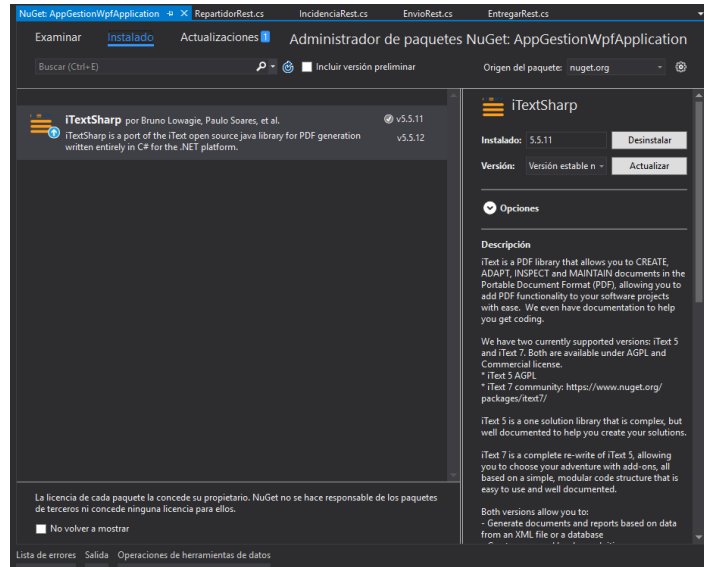 NuGet: AppGestionWpfApplication RepartidorRest.cs IncidenciaRest.cs EnvioRest.cs EntregarRest.cs
Examinar Instalado Actualizaciones 1 Administrador de paquetes NuGet: AppGestionWpfApplication
Buscar (Ctrl+E) Incluir versión preliminar Origen del paquete: nuget.org
iTextSharp por Bruno Lowagie, Paulo Soares, et al. v5.5.11
iTextSharp is a port of the iText open source java library for PDF generation v5.5.12
written entirely in C# for the .NET platform.
iTextSharp
Instalado: 5.5.11 Desinstalar
Versión: Versión estable n Actualizar
Opciones
Descripción
iText is a PDF library that allows you to CREATE,
ADAPT, INSPECT and MAINTAIN documents in the
Portable Document Format (PDF), allowing you to
add PDF functionality to your software projects
with ease. We even have documentation to help
you get coding.
We have two currently supported versions: iText 5
and iText 7. Both are available under AGPL and
Commercial license.
* iText 5 AGPL
* iText 7 community: https://www.nuget.org/
packages/itext7/
iText 5 is a one solution library that is complex, but
well documented to help you create your solutions.
iText 7 is a complete re-write of iText 5, allowing
you to choose your adventure with add-ons, all
based on a simple, modular code structure that is
easy to use and well documented.
Both versions allow you to:
- Generate documents and reports based on data
from an XML file or a database
La licencia de cada paquete la concede su propietario. NuGet no se hace responsable de los paquetes
de terceros ni concede ninguna licencia para ellos.
No volver a mostrar
Lista de errores Salida Operaciones de herramientas de datos